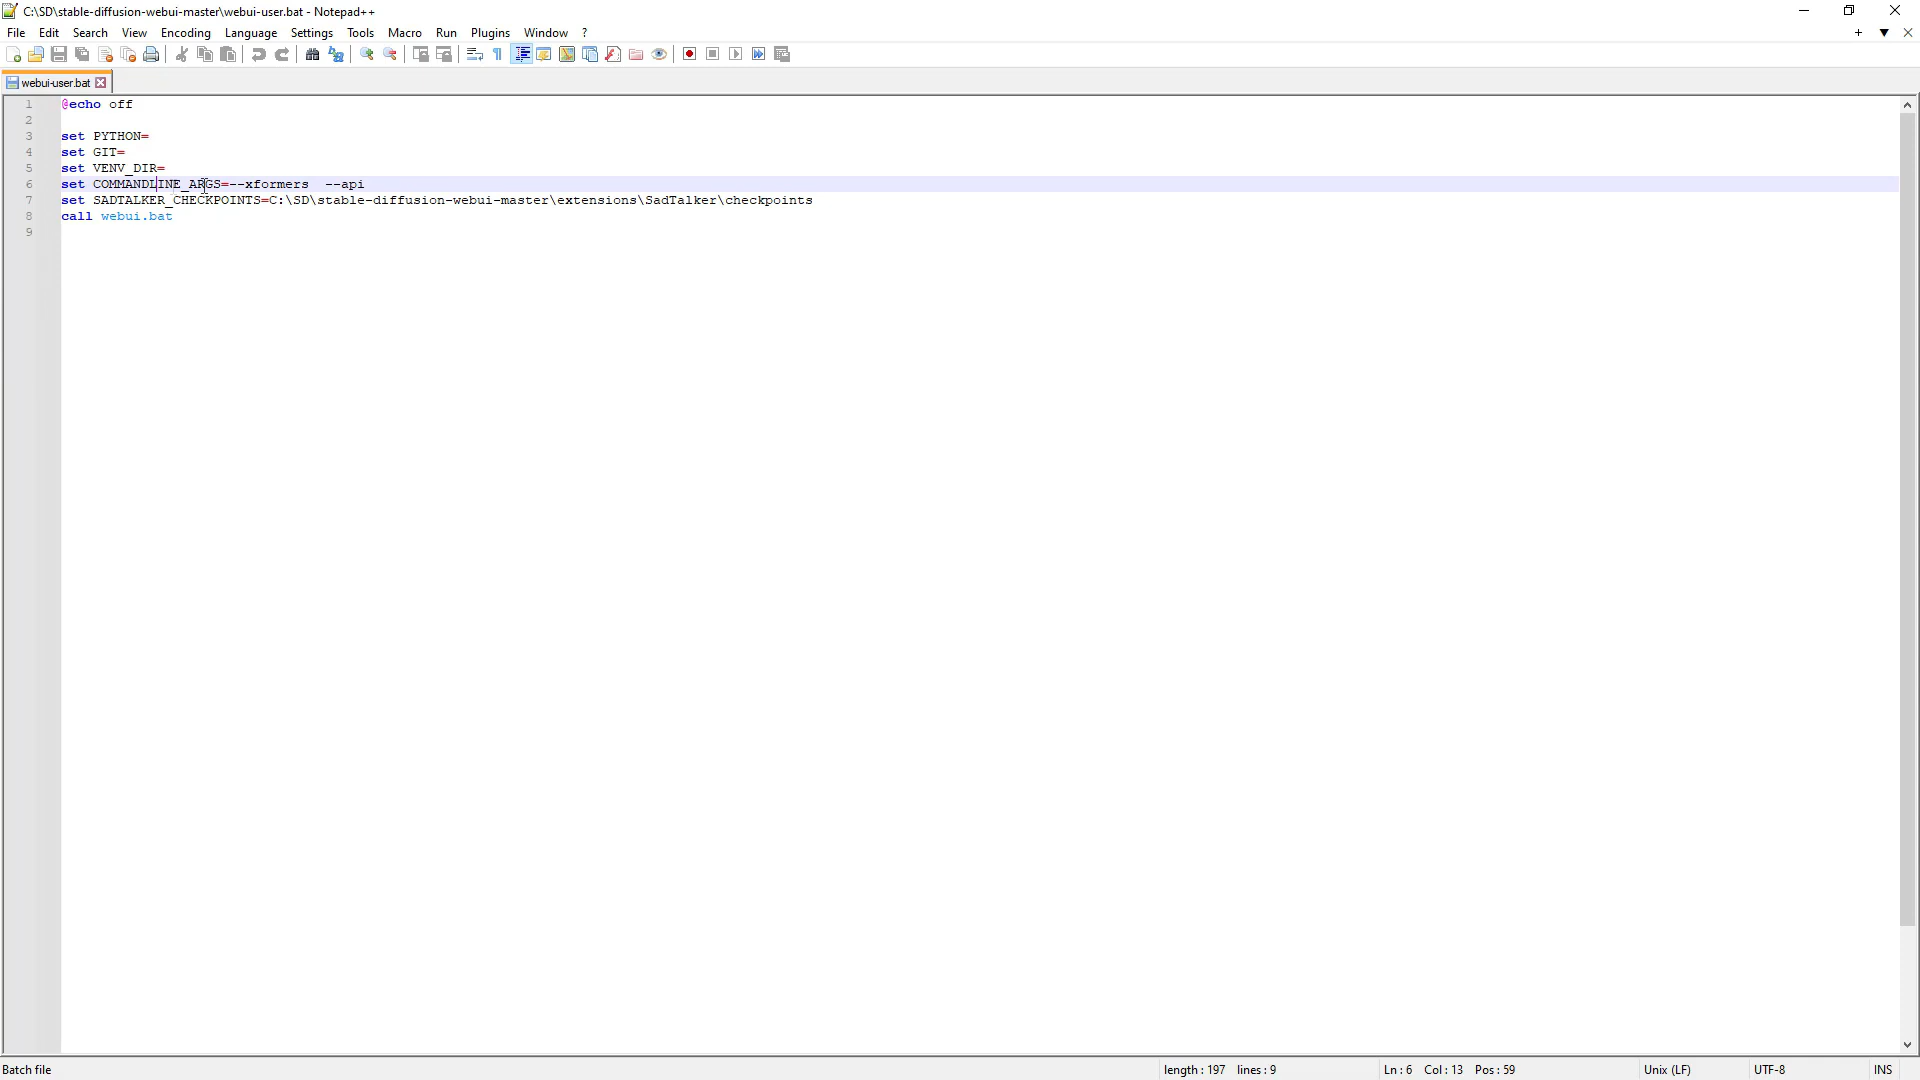 C:\SD\stable-diffusion-webui-master\webui-user.bat - Notepad++
File Edit Search View Encoding Language Settings Tools Macro Run Plugins Window ?
webui-user.bat
1 @echo off
2
3 set PYTHON=
4 set GIT=
5 set VENV_DIR=
6 set COMMANDLINE_ARGS=--xformers  --api
7 set SADTALKER_CHECKPOINTS=C:\SD\stable-diffusion-webui-master\extensions\SadTalker\checkpoints
8 call webui.bat
9
Batch file length : 197 lines : 9 Ln : 6 Col : 13 Pos : 59 Unix (LF) UTF-8 INS